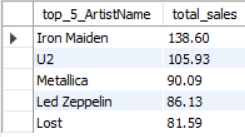 top_5_ArtistName total_sales
Iron Maiden 138.60
U2 105.93
Metallica 90.09
Led Zeppelin 86.13
Lost 81.59